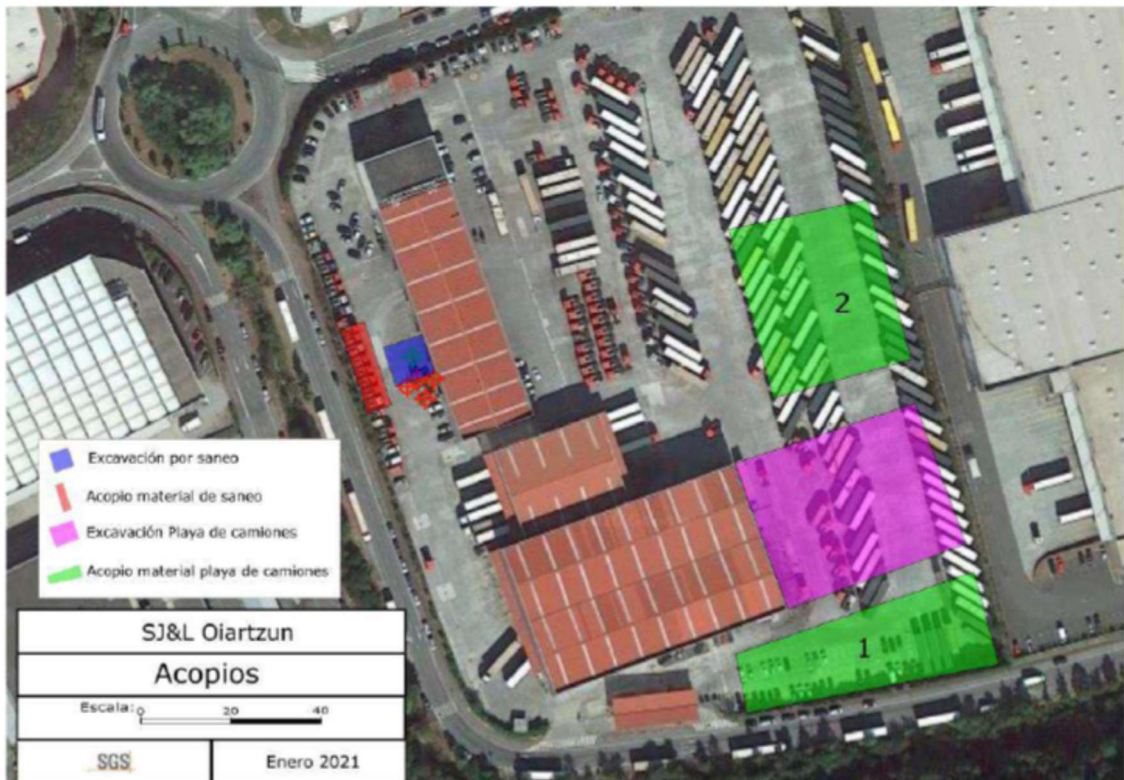 2
Excavación por saneo
Acopio material de saneo
Excavación Playa de camiones
Acopio material playa de camiones
1
SJ&L Oiartzun
Acopios
Escala: 0 20 40
SGS
Enero 2021